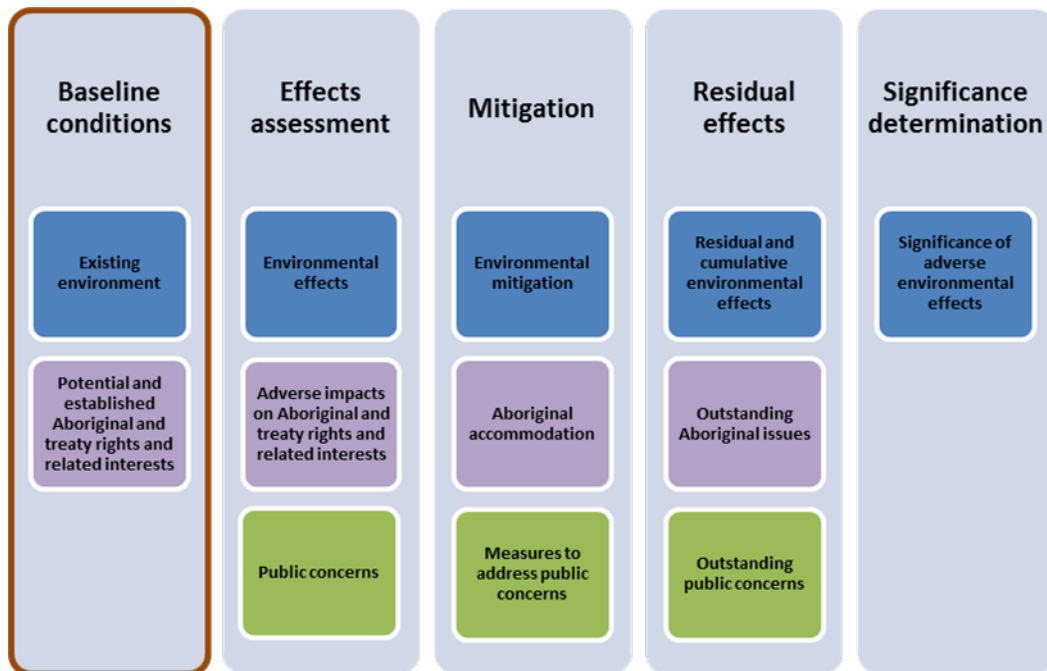 Baseline
conditions
Existing
environment
Potential and
established
Aboriginal and
treaty rights and
related interests
Effects
assessment
Environmental
effects
Adverse impacts
on Aboriginal and
treaty rights and
related interests
Public concerns
Mitigation
Environmental
mitigation
Aboriginal
accommodation
Measures to
address public
concerns
Residual
effects
Residual and
cumulative
environmental
effects
Outstanding
Aboriginal issues
Outstanding
public concerns
Significance
determination
Significance of
adverse
environmental
effects